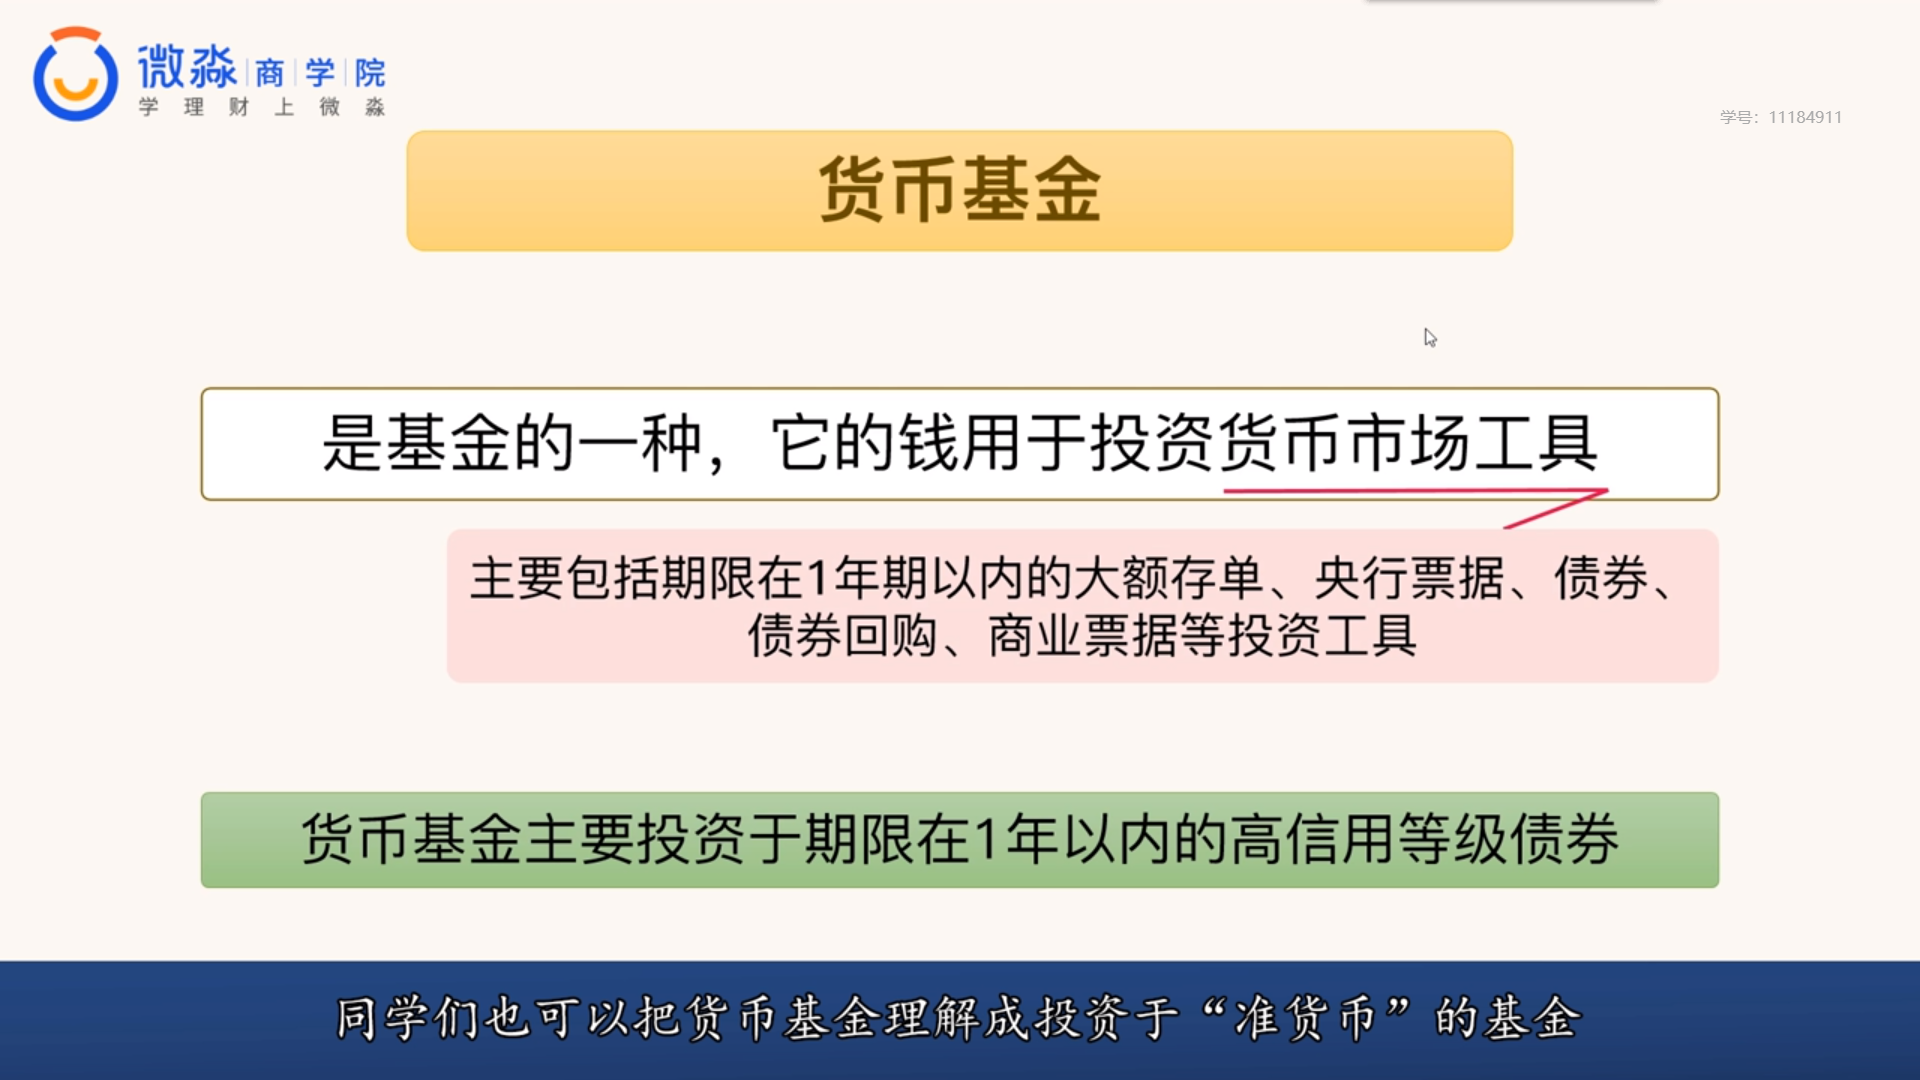 微淼商学院
学理财上微淼
学号：11184911
货币基金
是基金的一种，它的钱用于投资货币市场工具
主要包括期限在1年期以内的大额存单、央行票据、债券、
债券回购、商业票据等投资工具
货币基金主要投资于期限在1年以内的高信用等级债券
同学们也可以把货币基金理解成投资于“准货币”的基金